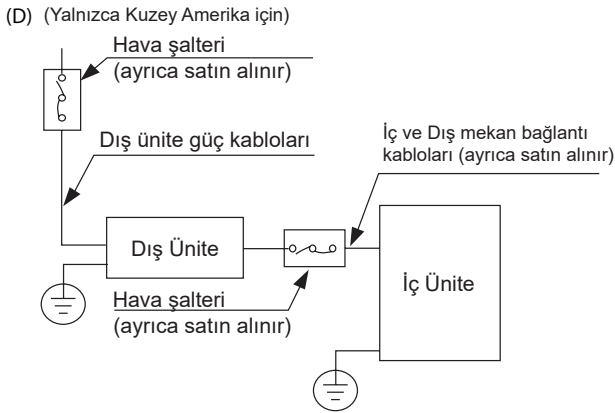 (D) (Yalnızca Kuzey Amerika için)
Hava şalteri
(ayrıca satın alınır)
Dış ünite güç kabloları
İç ve Dış mekan bağlantı
kabloları (ayrıca satın alınır)
Dış Ünite
İç Ünite
Hava şalteri
(ayrıca satın alınır)